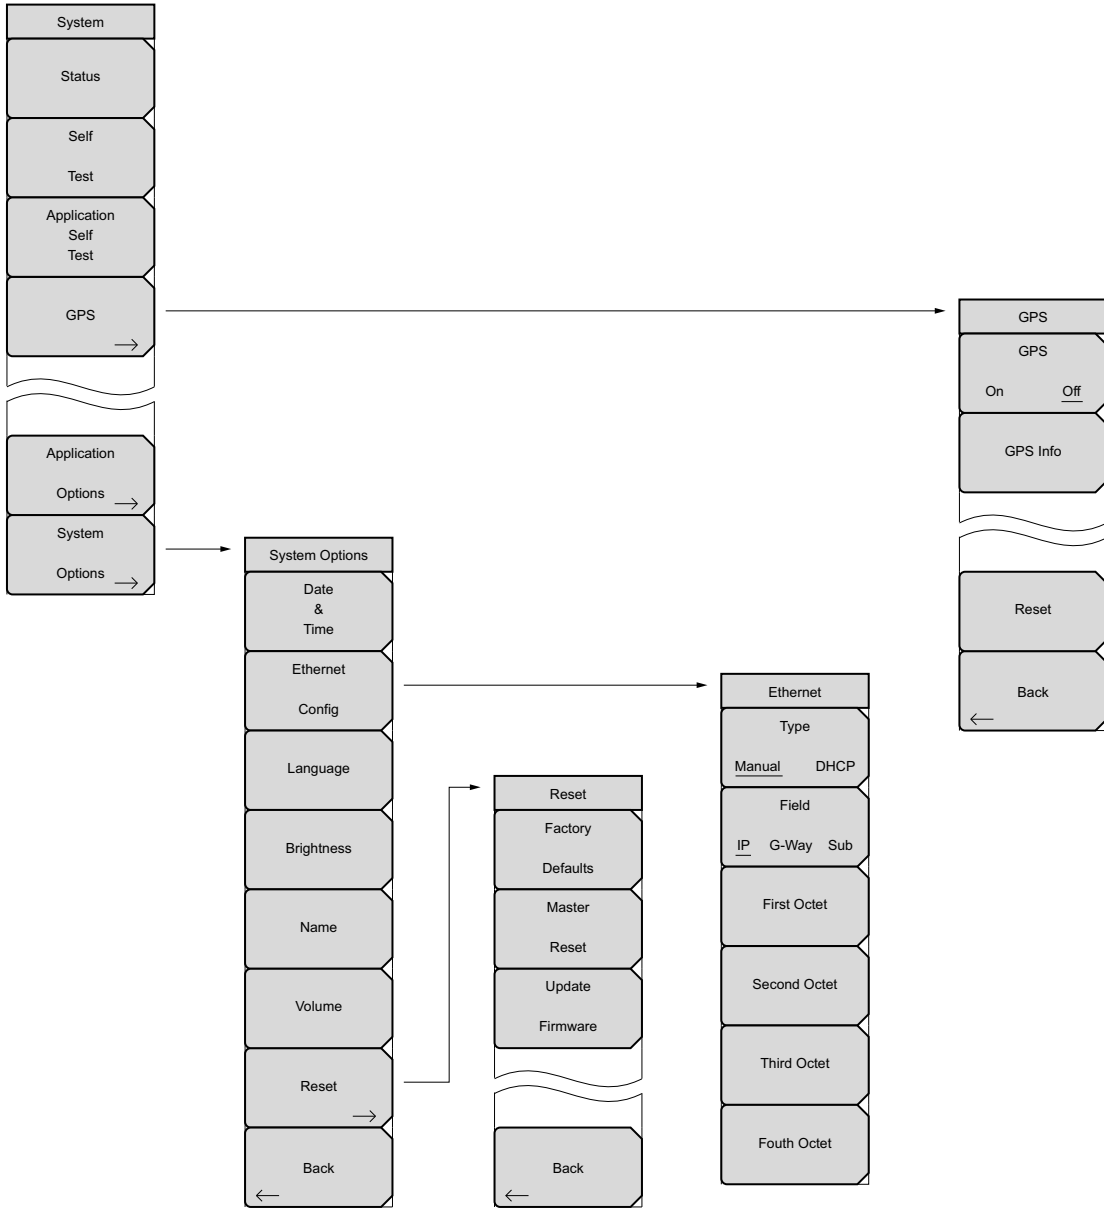 System
Status
Self
Test
Application
Self
Test
GPS
Application
Options
System
Options
System Options
Date
&
Time
Ethernet
Config
Language
Brightness
Name
Volume
Reset
Back
Reset
Factory
Defaults
Master
Reset
Update
Firmware
Back
Ethernet
Type
Manual DHCP
Field
IP G-Way Sub
First Octet
Second Octet
Third Octet
Fouth Octet
GPS
GPS
On Off
GPS Info
Reset
Back